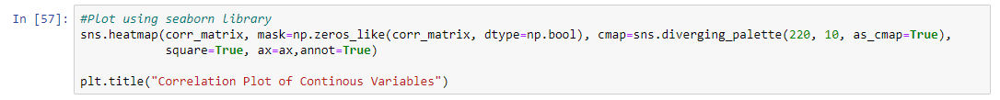 In [57]: #Plot using seaborn library
sns.heatmap(corr_matrix, mask=np.zeros_like(corr_matrix, dtype=np.bool), cmap=sns.diverging_palette(220, 10, as_cmap=True),
square=True, ax=ax,annot=True)
plt.title("Correlation Plot of Continous Variables")